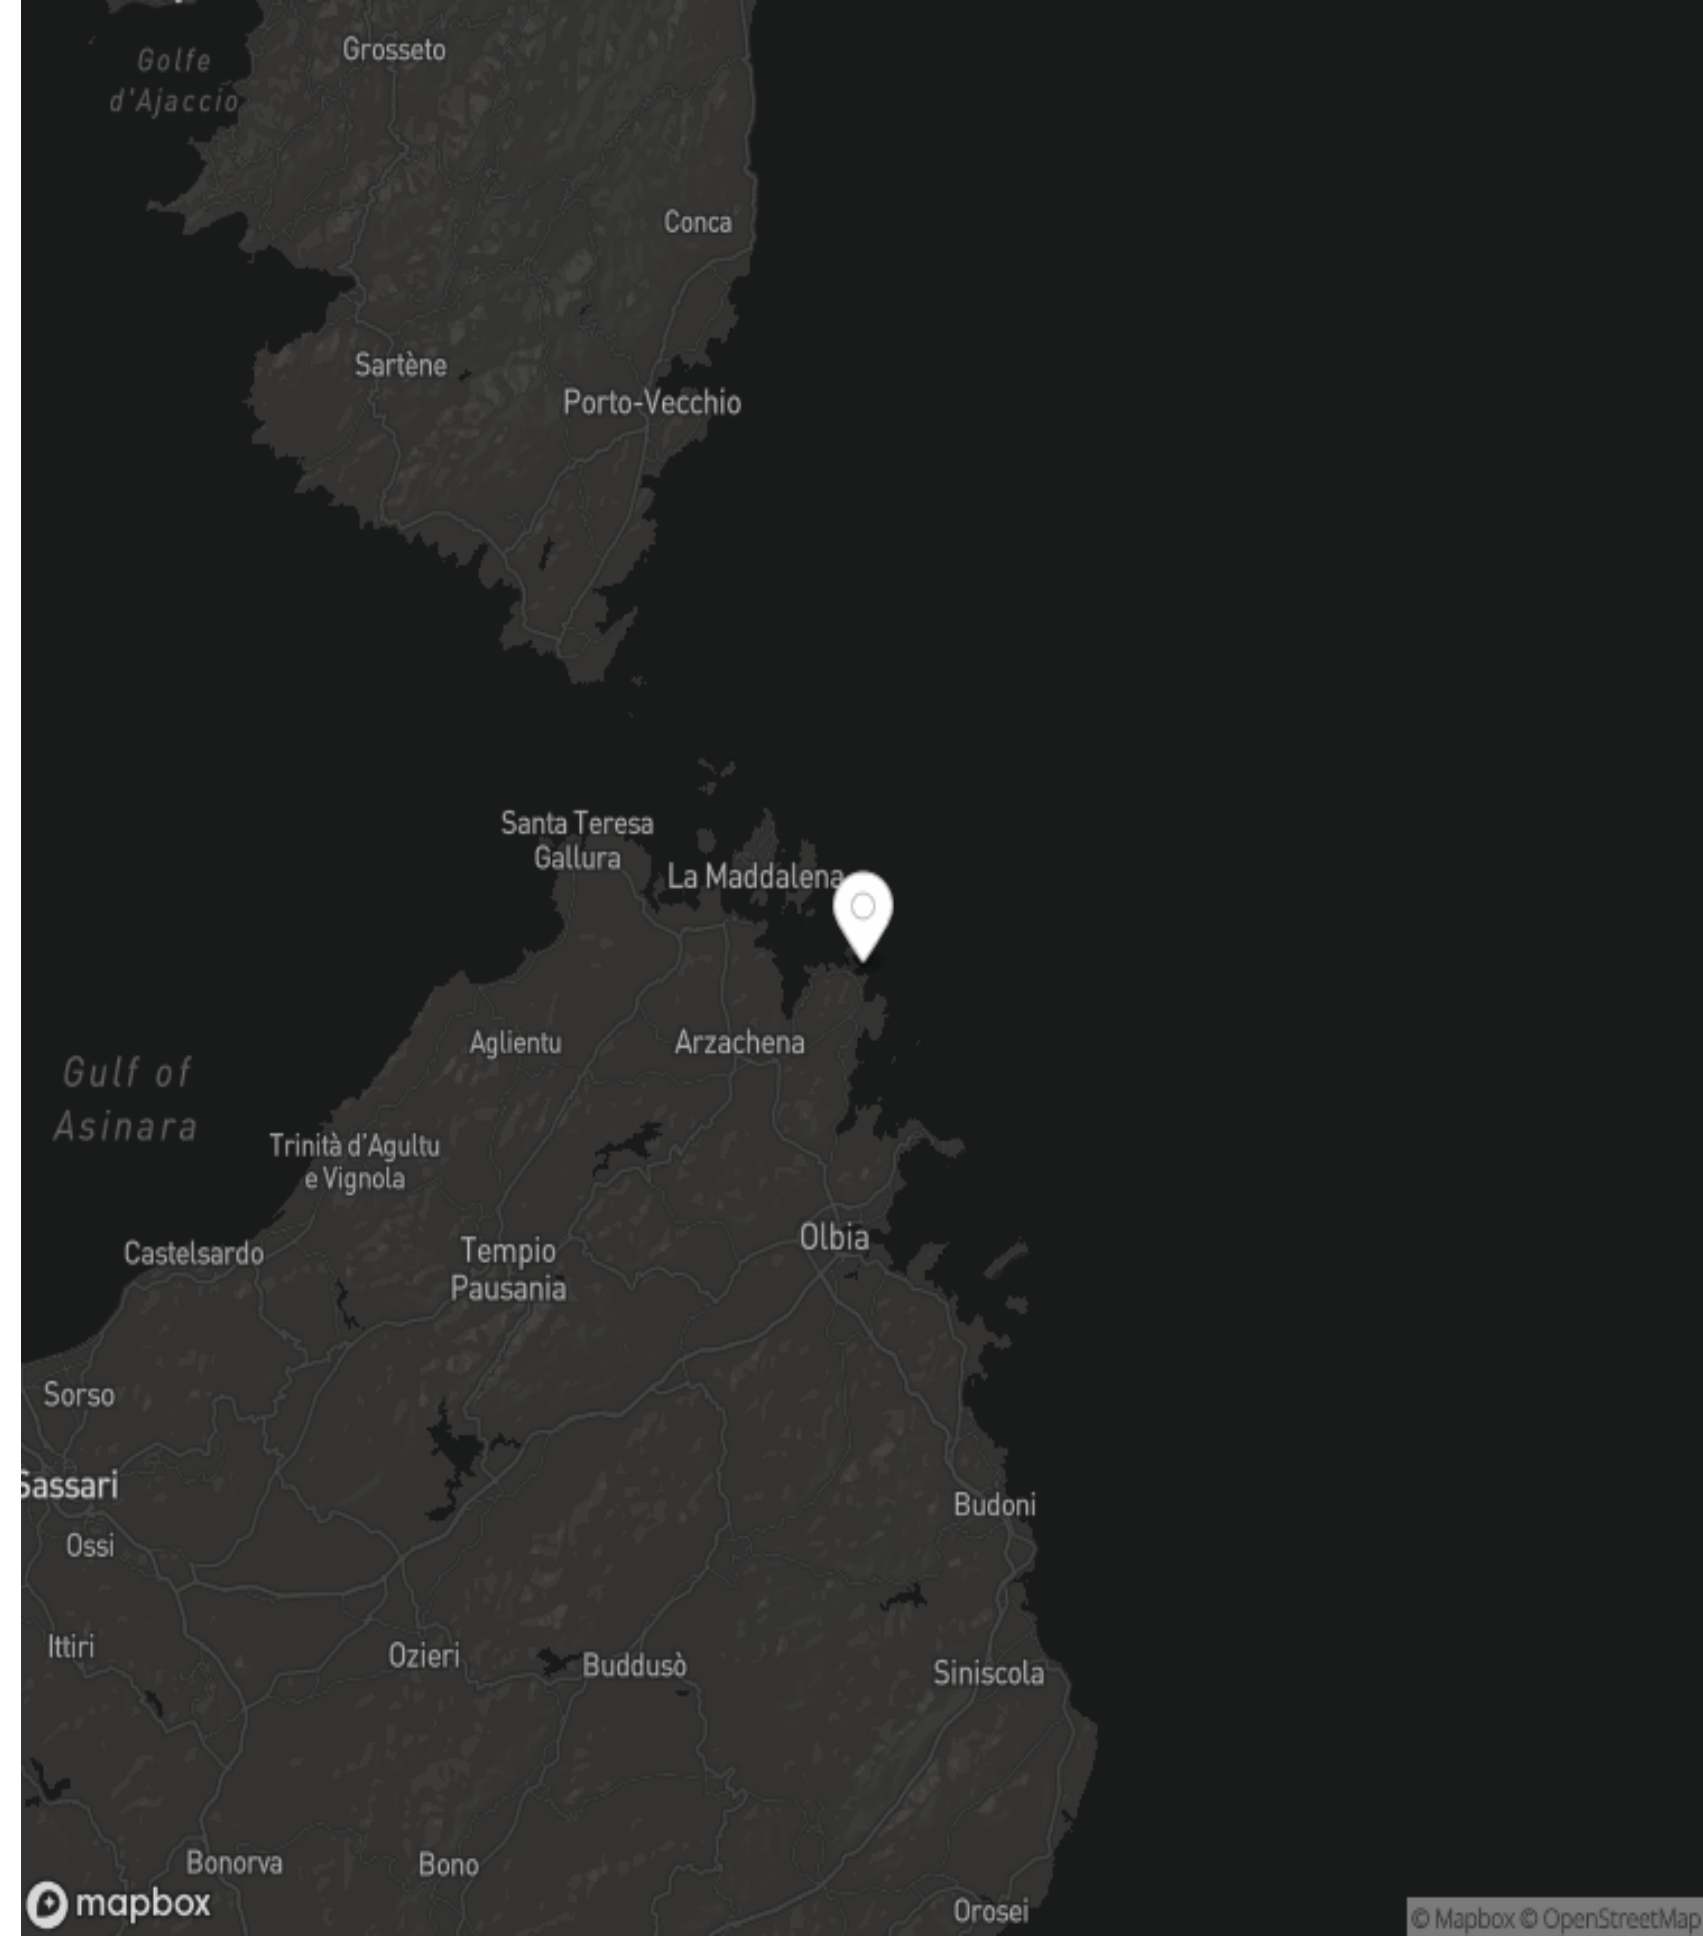 Grosseto
Golfe
d'Ajaccio
Conca
Sartène
Porto-Vecchio
Santa Teresa
Gallura
La Maddalena
Aglientu
Arzachena
Gulf of
Asinara
Trinità d'Agultu
e Vignola
Olbia
Castelsardo
Tempio
Pausania
Sorso
Sassari
Budoni
Ossi
Ittiri
Ozieri
Buddusò
Siniscola
Bonorva
Bono
mapbox
Orosei
© Mapbox © OpenStreetMap